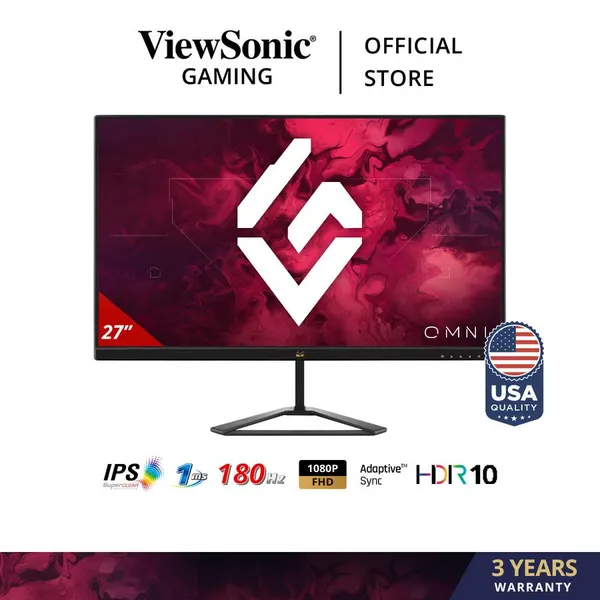 ViewSonic®
GAMING
OFFICIAL
STORE
27”
OMNI
USA
QUALITY
IPS
SuperCLEAR
1ms
180Hz
1080P
FHD
Adaptive™
Sync
HDR10
3 YEARS
WARRANTY